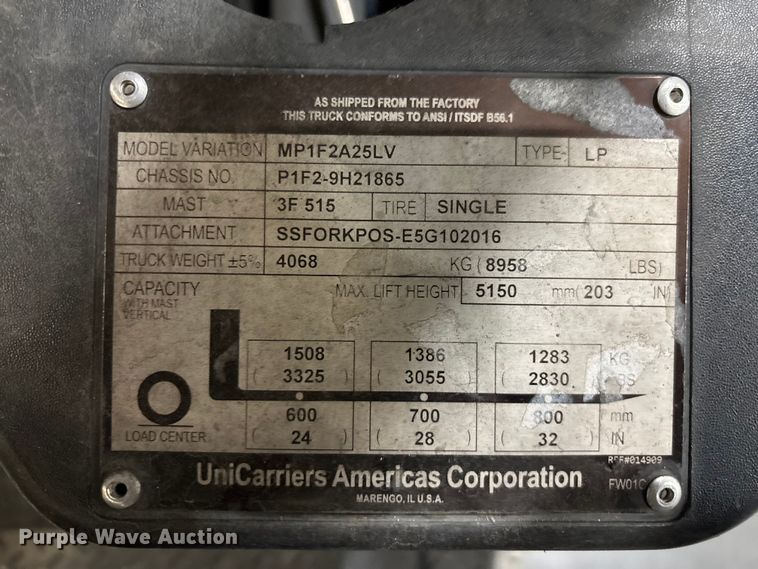 AS SHIPPED FROM THE FACTORY
THIS TRUCK CONFORMS TO ANSI / ITSDF B56.1
MODEL VARIATION MP1F2A25LV TYPE- LP
CHASSIS NO. P1F2-9H21865
MAST 3F 515 TIRE SINGLE
ATTACHMENT SSFORKPOS-E5G102016
TRUCK WEIGHT ±5% 4068 KG ( 8958 LBS)
CAPACITY MAX. LIFT HEIGHT 5150 mm( 203 IN)
WITH MAST
VERTICAL
1508 1386 1283 KG
( 3325 ) ( 3055 ) ( 2830 ) LBS
600 700 800 mm
LOAD CENTER ( 24 ) ( 28 ) ( 32 ) IN
REF#014909
UniCarriers Americas Corporation FW01C
MARENGO, IL U.S.A.
Purple Wave Auction